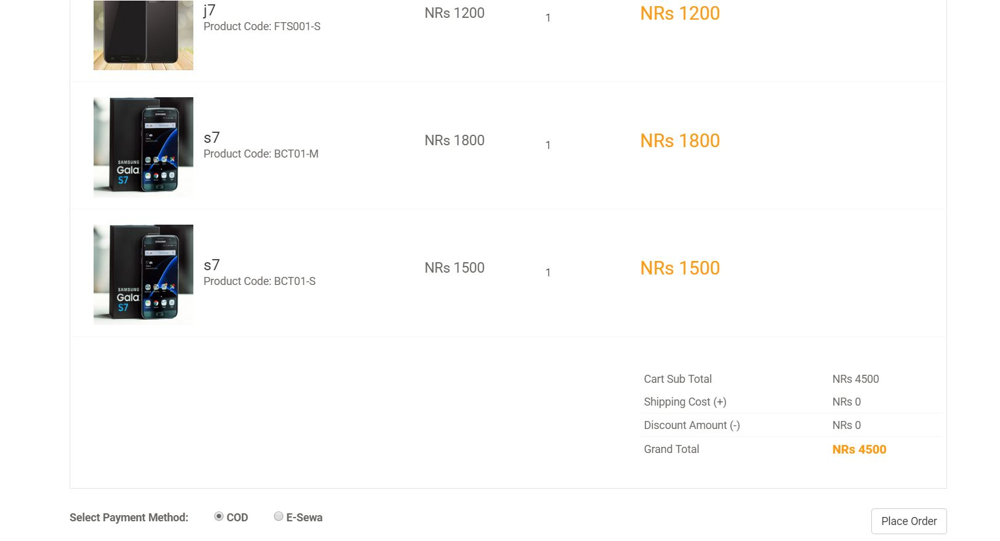 j7
Product Code: FTS001-S
NRs 1200
1
NRs 1200
SAMSUNG
SAMSUNG
Gala
S7
s7
Product Code: BCT01-M
NRs 1800
1
NRs 1800
SAMSUNG
SAMSUNG
Gala
S7
s7
Product Code: BCT01-S
NRs 1500
1
NRs 1500
Cart Sub Total NRs 4500
Shipping Cost (+) NRs 0
Discount Amount (-) NRs 0
Grand Total NRs 4500
Select Payment Method: COD E-Sewa
Place Order